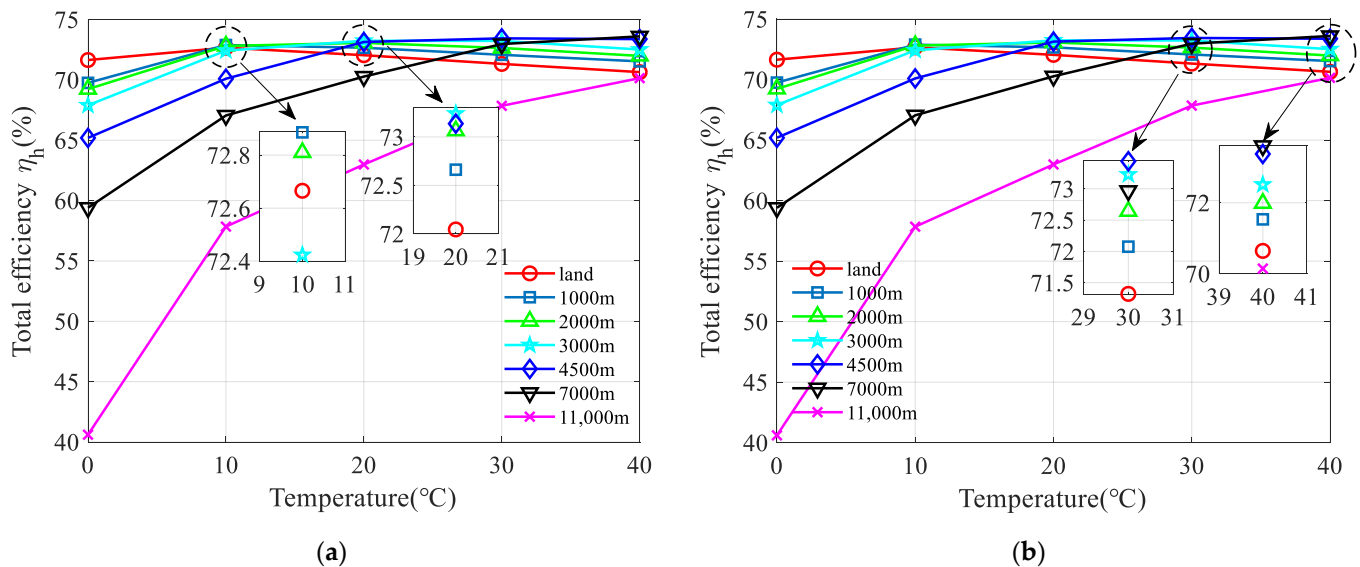 75
70
65
60
55
50
45
40
Total efficiency ηh(%)
0
10
20
30
40
Temperature(℃)
72.8
72.6
72.4
9
10
11
73
72.5
72
19
20
21
land
1000m
2000m
3000m
4500m
7000m
11,000m
(a)
75
70
65
60
55
50
45
40
Total efficiency ηh(%)
0
10
20
30
40
Temperature(℃)
73
72.5
72
71.5
29
30
31
72
70
39
40
41
land
1000m
2000m
3000m
4500m
7000m
11,000m
(b)